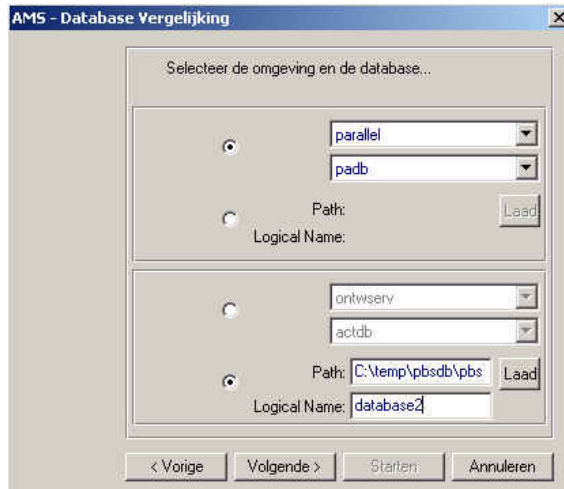 AMS - Database Vergelijking
Selecteer de omgeving en de database...
parallel
padb
Path:
Laad
Logical Name:
ontwserv
actdb
Path: C:\temp\pbsdb\pbs Laad
Logical Name: database2
< Vorige Volgende > Starten Annuleren